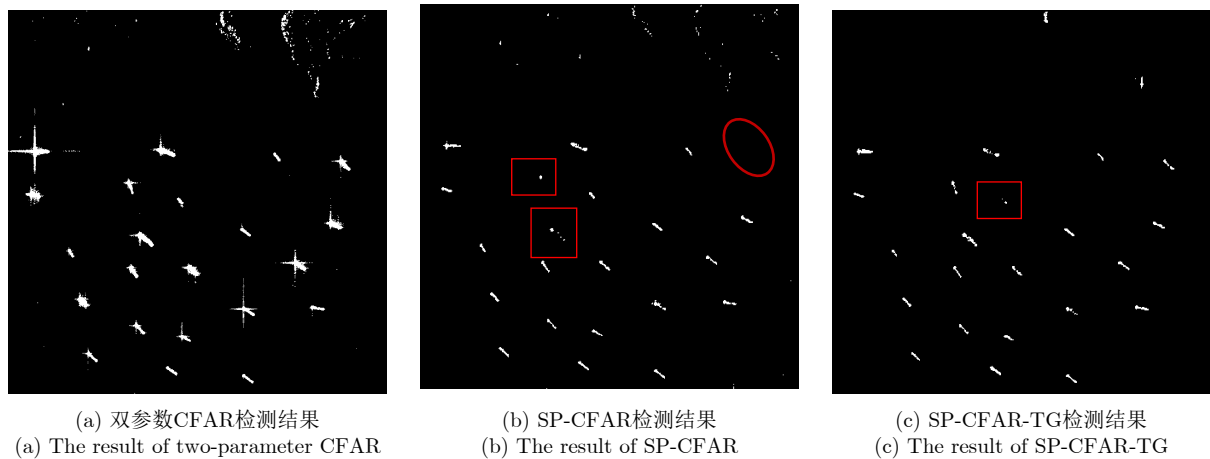 (a) 双参数CFAR检测结果
(a) The result of two-parameter CFAR
(b) SP-CFAR检测结果
(b) The result of SP-CFAR
(c) SP-CFAR-TG检测结果
(c) The result of SP-CFAR-TG